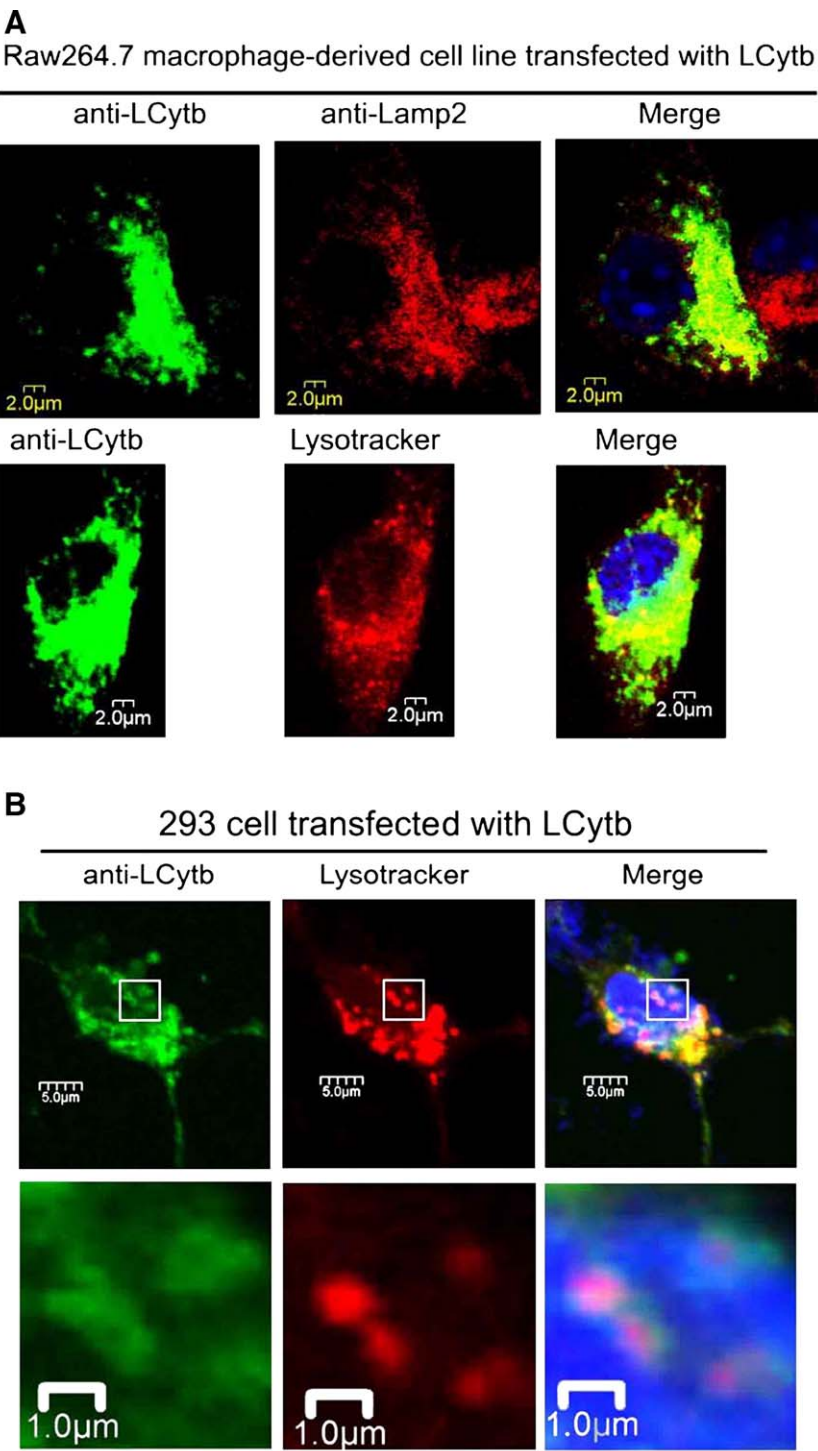 A
Raw264.7 macrophage-derived cell line transfected with LCytb
anti-LCytb anti-Lamp2 Merge
2.0µm 2.0µm 2.0µm
anti-LCytb Lysotracker Merge
2.0µm 2.0µm 2.0µm
B
293 cell transfected with LCytb
anti-LCytb Lysotracker Merge
5.0µm 5.0µm 5.0µm
1.0µm 1.0µm 1.0µm